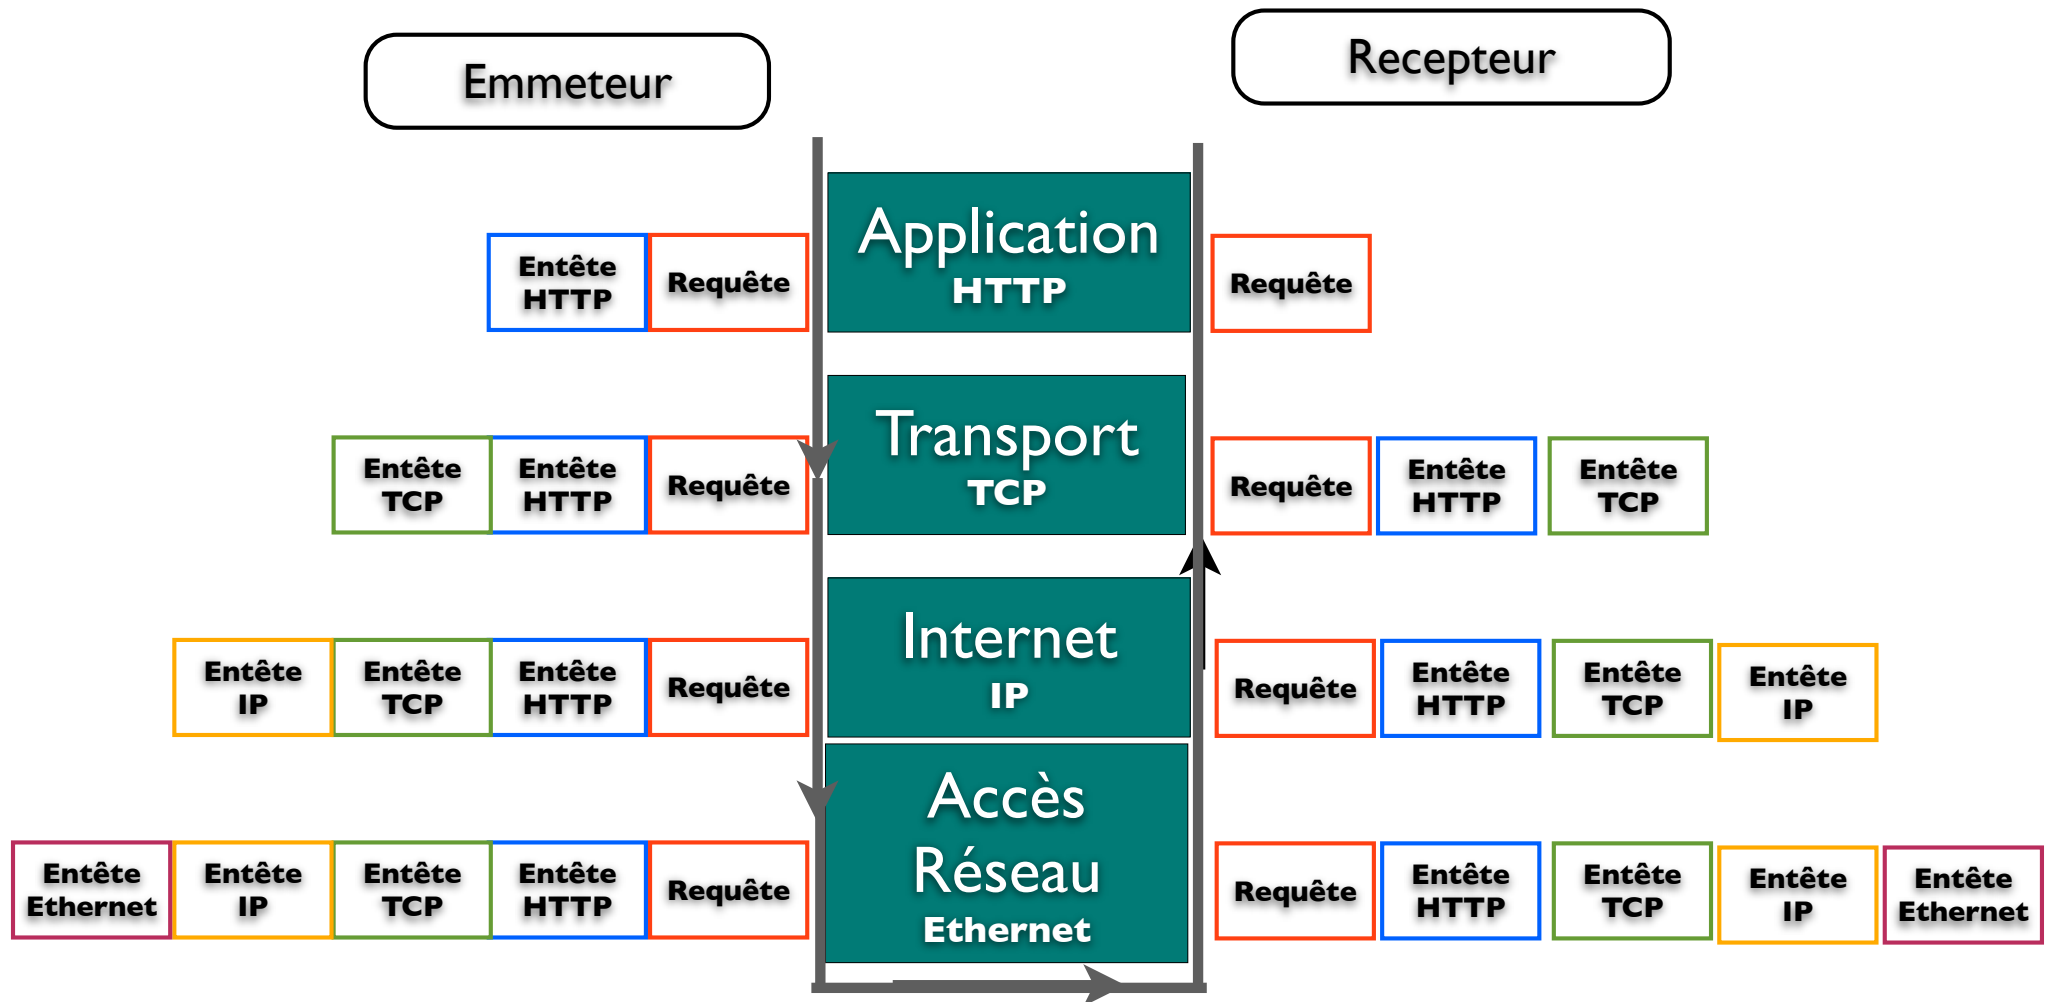 Emmeteur
Recepteur
Application
HTTP
Entête
HTTP
Requête
Requête
Transport
TCP
Entête
TCP
Entête
HTTP
Requête
Requête
Entête
HTTP
Entête
TCP
Internet
IP
Entête
IP
Entête
TCP
Entête
HTTP
Requête
Requête
Entête
HTTP
Entête
TCP
Entête
IP
Accès
Réseau
Ethernet
Entête
Ethernet
Entête
IP
Entête
TCP
Entête
HTTP
Requête
Requête
Entête
HTTP
Entête
TCP
Entête
IP
Entête
Ethernet